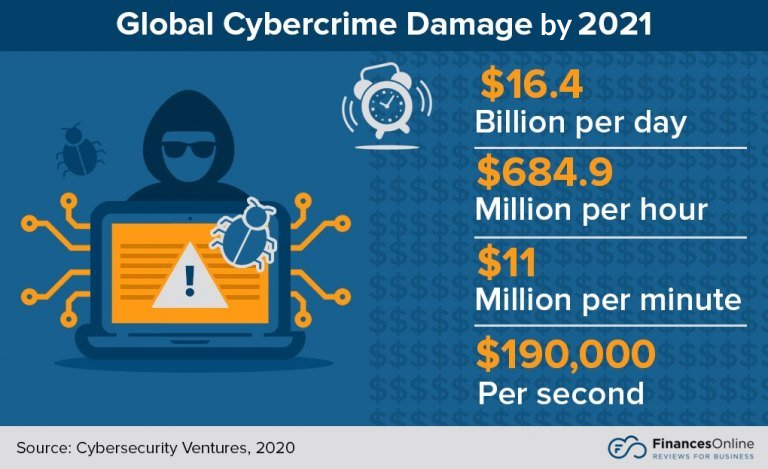 Global Cybercrime Damage by 2021
$16.4
Billion per day
$684.9
Million per hour
$11
Million per minute
$190,000
Per second
!
Source: Cybersecurity Ventures, 2020
FinancesOnline
REVIEWS FOR BUSINESS